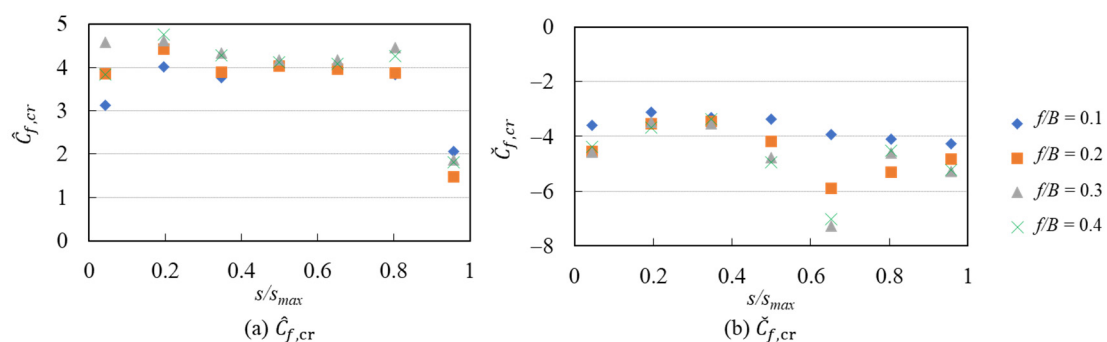 5
4
3
2
1
0
Ĉf,cr
0 0.2 0.4 0.6 0.8 1
s/smax
(a) Ĉf,cr
0
−2
−4
−6
−8
Čf,cr
0 0.2 0.4 0.6 0.8 1
s/smax
(b) Čf,cr
f/B = 0.1
f/B = 0.2
f/B = 0.3
f/B = 0.4